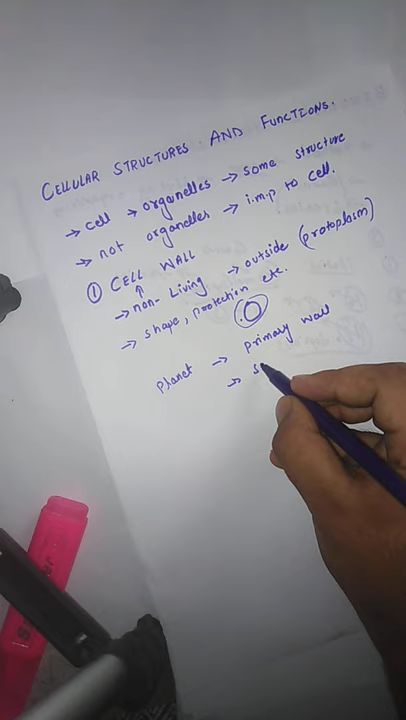 CELLULAR STRUCTURES AND FUNCTIONS.
→ cell → organelles → some structure
→ not organelles → i.m.p to cell.
① CELL WALL
↑
→ non-Living → outside (protoplasm)
→ shape, protection etc.
Planet → primary wall
→ s